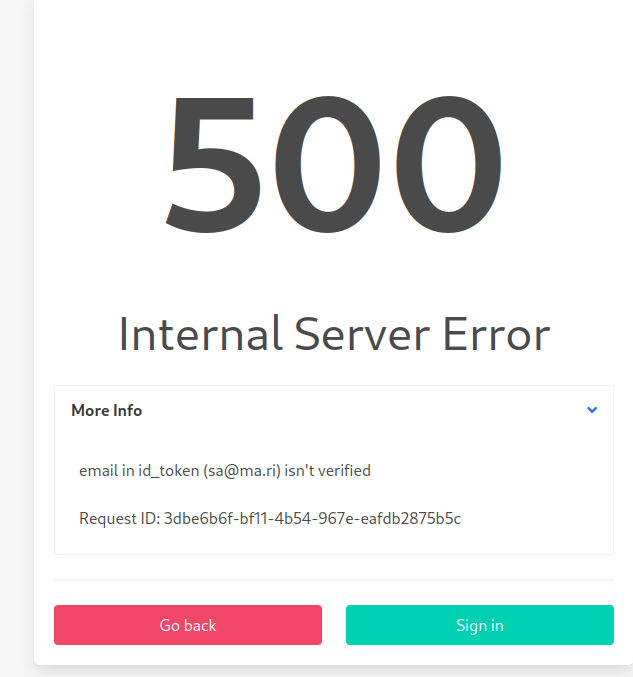 500
Internal Server Error
More Info
email in id_token (sa@ma.ri) isn't verified
Request ID: 3dbe6b6f-bf11-4b54-967e-eafdb2875b5c
Go back
Sign in